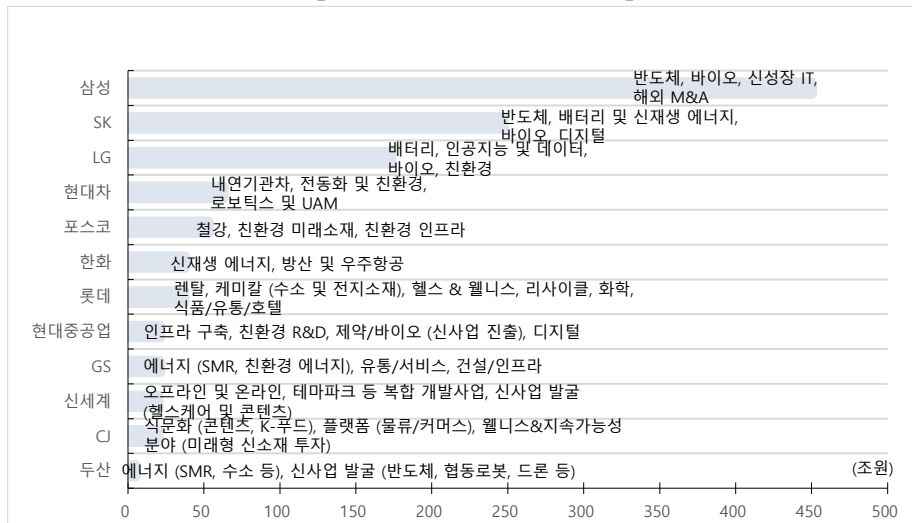 삼성
반도체, 바이오, 신성장 IT,
해외 M&A
SK
반도체, 배터리 및 신재생 에너지,
바이오, 디지털
LG
배터리, 인공지능 및 데이터,
바이오, 친환경
현대차
내연기관차, 전동화 및 친환경,
로보틱스 및 UAM
포스코
철강, 친환경 미래소재, 친환경 인프라
한화
신재생 에너지, 방산 및 우주항공
롯데
렌탈, 케미칼 (수소 및 전지소재), 헬스 & 웰니스, 리사이클, 화학,
식품/유통/호텔
현대중공업
인프라 구축, 친환경 R&D, 제약/바이오 (신사업 진출), 디지털
GS
에너지 (SMR, 친환경 에너지), 유통/서비스, 건설/인프라
신세계
오프라인 및 온라인, 테마파크 등 복합 개발사업, 신사업 발굴
(헬스케어 및 콘텐츠)
CJ
식문화 (콘텐츠, K-푸드), 플랫폼 (물류/커머스), 웰니스&지속가능성
분야 (미래형 신소재 투자)
두산
에너지 (SMR, 수소 등), 신사업 발굴 (반도체, 협동로봇, 드론 등)
(조원)
0 50 100 150 200 250 300 350 400 450 500